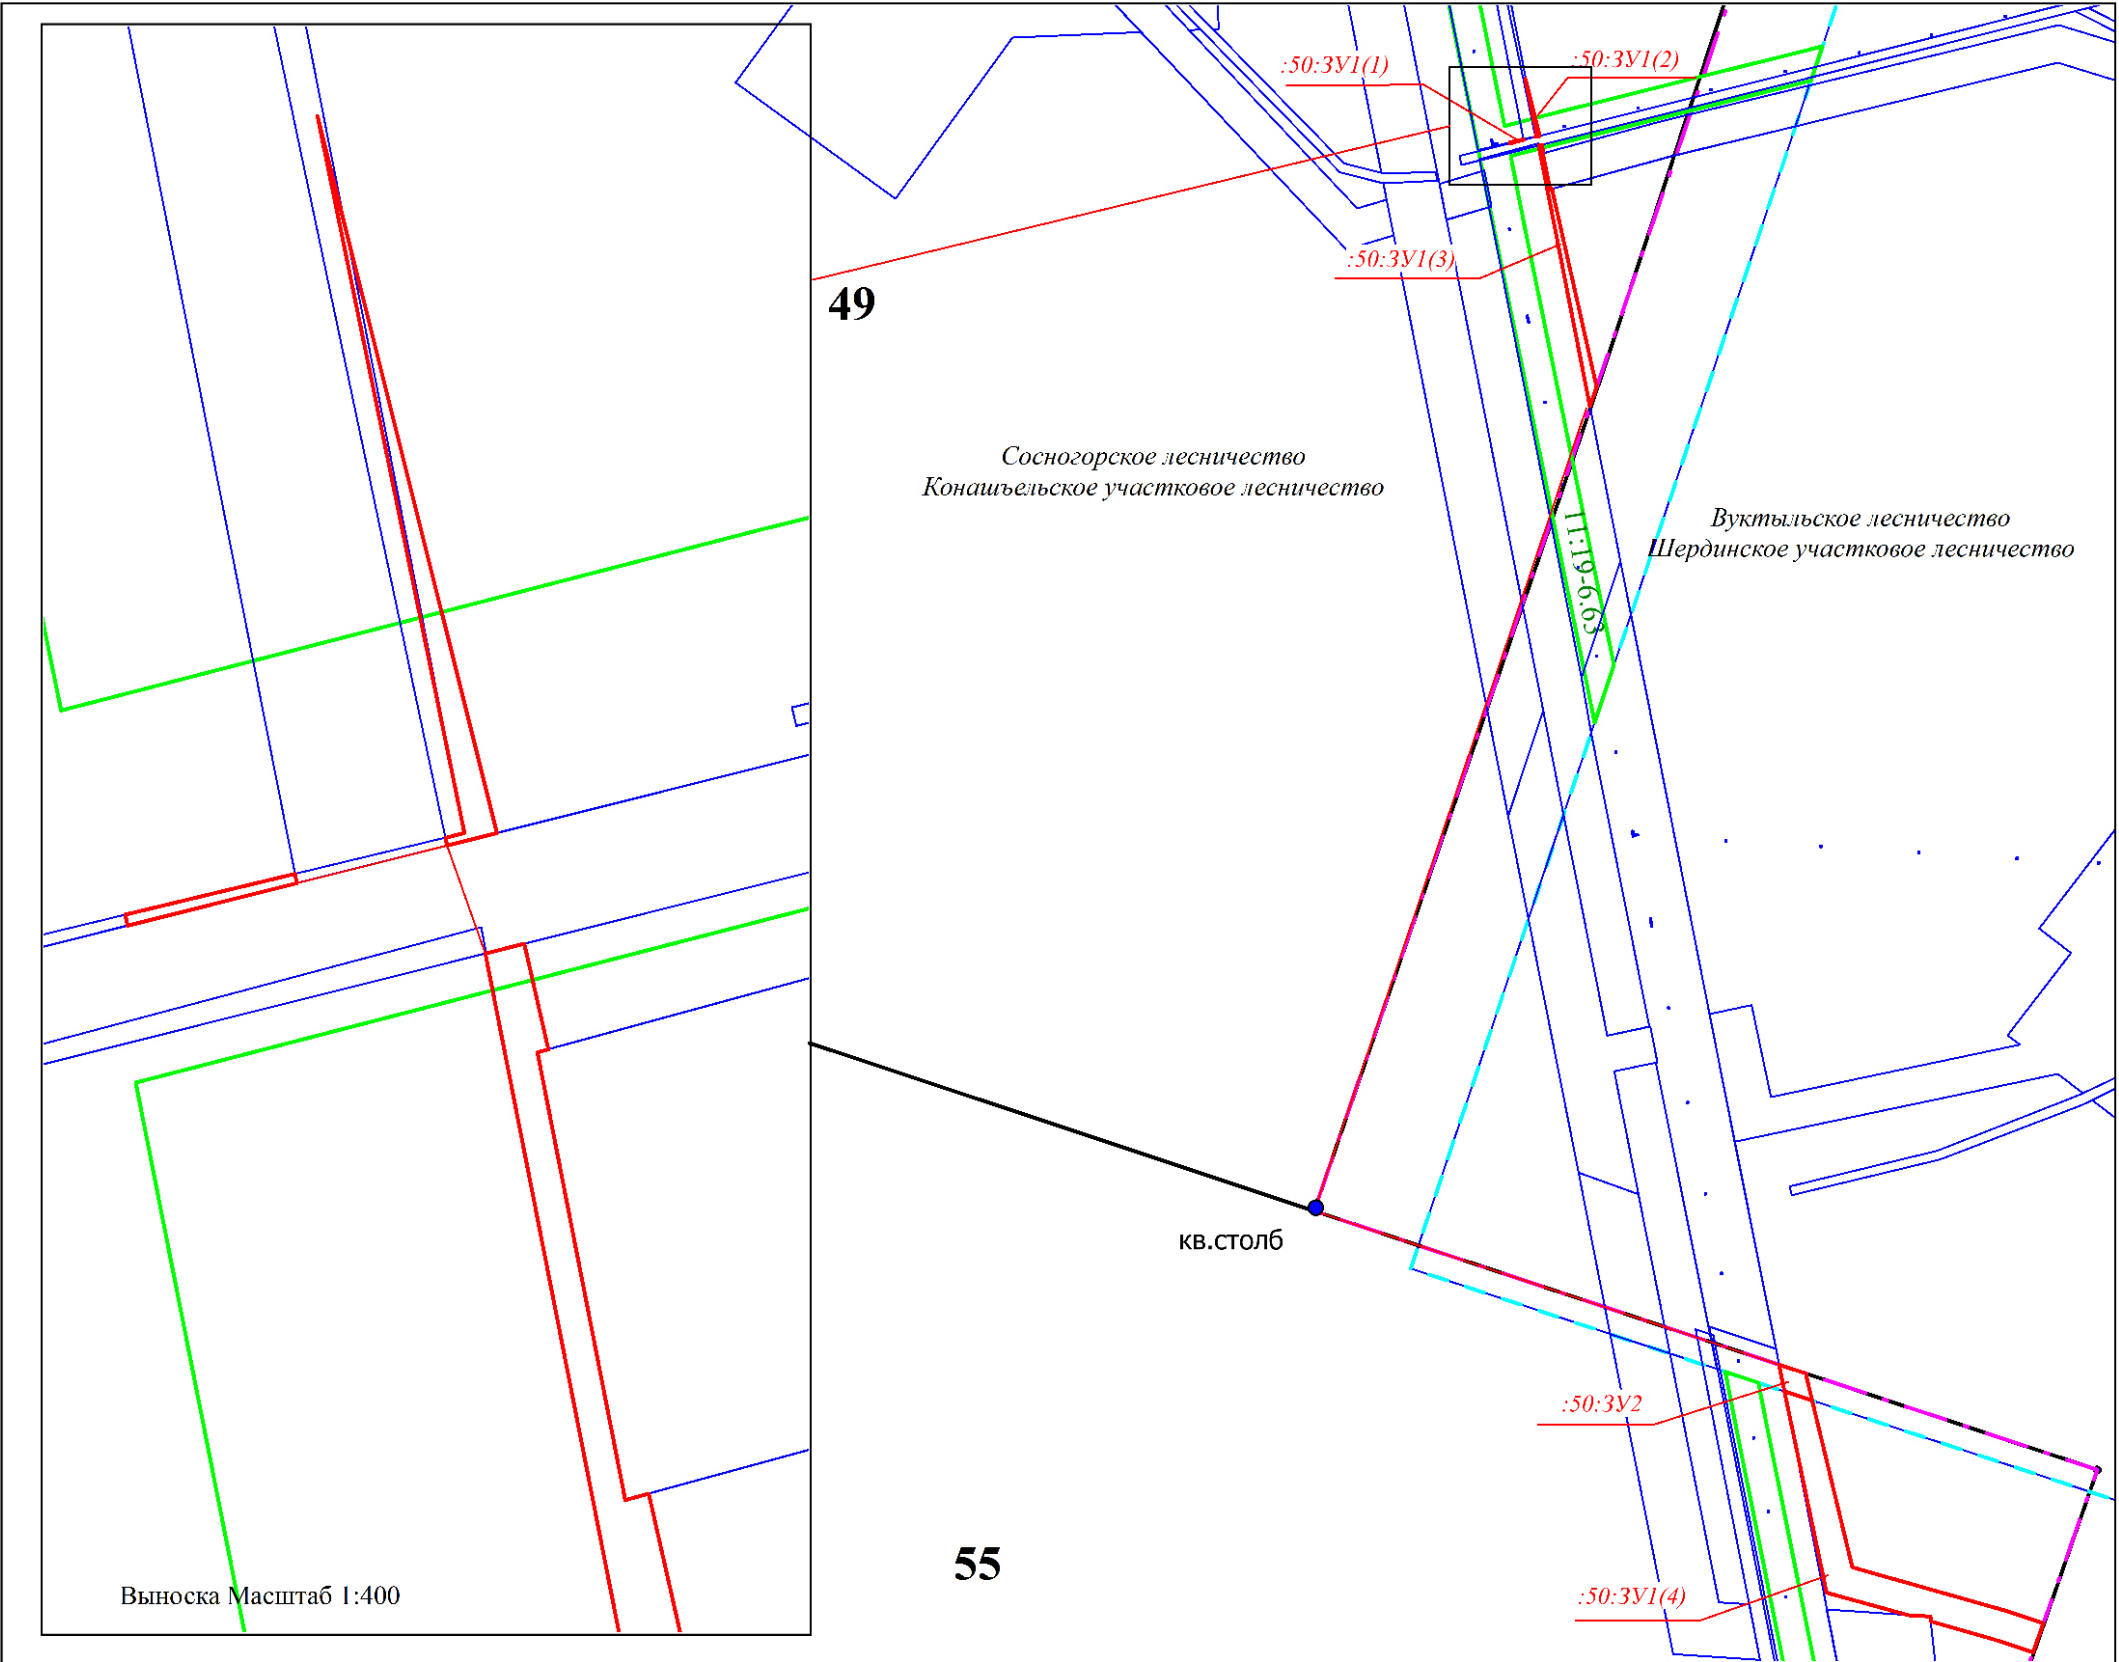 :50:ЗУ1(1)
:50:ЗУ1(2)
:50:ЗУ1(3)
49
Сосногорское лесничество
Конашъельское участковое лесничество
Вуктыльское лесничество
Шердинское участковое лесничество
11:19-6.63
кв.столб
:50:ЗУ2
55
:50:ЗУ1(4)
Выноска Масштаб 1:400